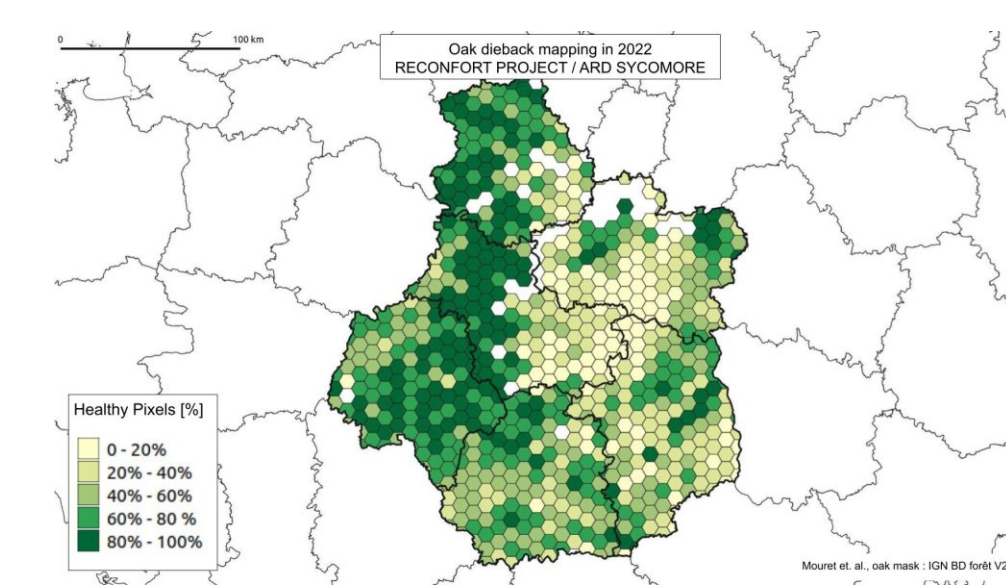 0 100 km
Oak dieback mapping in 2022
RECONFORT PROJECT / ARD SYCOMORE
Healthy Pixels [%]
0 - 20%
20% - 40%
40% - 60%
60% - 80 %
80% - 100%
Mouret et. al., oak mask : IGN BD forêt V2